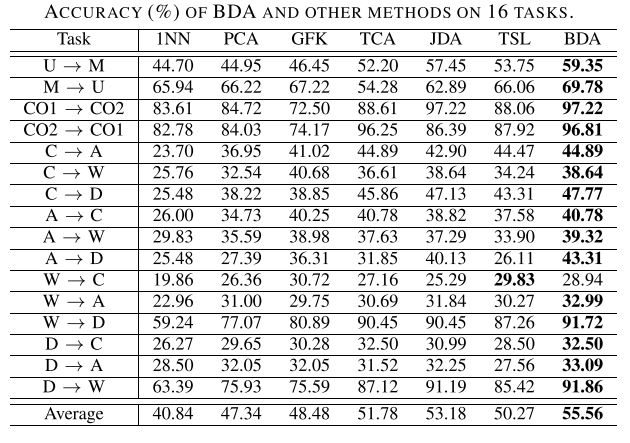 ACCURACY (%) OF BDA AND OTHER METHODS ON 16 TASKS.
Task 1NN PCA GFK TCA JDA TSL BDA
U → M 44.70 44.95 46.45 52.20 57.45 53.75 59.35
M → U 65.94 66.22 67.22 54.28 62.89 66.06 69.78
CO1 → CO2 83.61 84.72 72.50 88.61 97.22 88.06 97.22
CO2 → CO1 82.78 84.03 74.17 96.25 86.39 87.92 96.81
C → A 23.70 36.95 41.02 44.89 42.90 44.47 44.89
C → W 25.76 32.54 40.68 36.61 38.64 34.24 38.64
C → D 25.48 38.22 38.85 45.86 47.13 43.31 47.77
A → C 26.00 34.73 40.25 40.78 38.82 37.58 40.78
A → W 29.83 35.59 38.98 37.63 37.29 33.90 39.32
A → D 25.48 27.39 36.31 31.85 40.13 26.11 43.31
W → C 19.86 26.36 30.72 27.16 25.29 29.83 28.94
W → A 22.96 31.00 29.75 30.69 31.84 30.27 32.99
W → D 59.24 77.07 80.89 90.45 90.45 87.26 91.72
D → C 26.27 29.65 30.28 32.50 30.99 28.50 32.50
D → A 28.50 32.05 32.05 31.52 32.25 27.56 33.09
D → W 63.39 75.93 75.59 87.12 91.19 85.42 91.86
Average 40.84 47.34 48.48 51.78 53.18 50.27 55.56